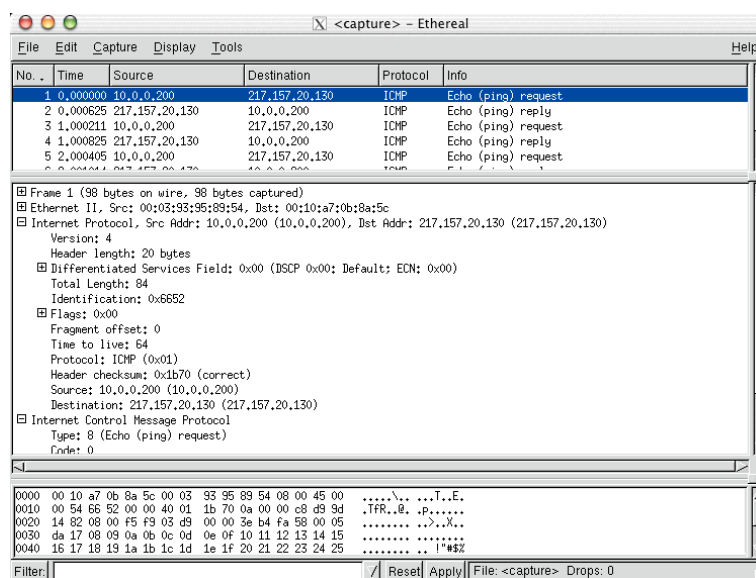 X <capture> - Ethereal
File Edit Capture Display Tools Help
No. . Time Source Destination Protocol Info
1 0.000000 10.0.0.200 217.157.20.130 ICMP Echo (ping) request
2 0.000625 217.157.20.130 10.0.0.200 ICMP Echo (ping) reply
3 1.000211 10.0.0.200 217.157.20.130 ICMP Echo (ping) request
4 1.000825 217.157.20.130 10.0.0.200 ICMP Echo (ping) reply
5 2.000405 10.0.0.200 217.157.20.130 ICMP Echo (ping) request
Frame 1 (98 bytes on wire, 98 bytes captured)
Ethernet II, Src: 00:03:93:95:89:54, Dst: 00:10:a7:0b:8a:5c
Internet Protocol, Src Addr: 10.0.0.200 (10.0.0.200), Dst Addr: 217.157.20.130 (217.157.20.130)
Version: 4
Header length: 20 bytes
Differentiated Services Field: 0x00 (DSCP 0x00: Default; ECN: 0x00)
Total Length: 84
Identification: 0x6652
Flags: 0x00
Fragment offset: 0
Time to live: 64
Protocol: ICMP (0x01)
Header checksum: 0x1b70 (correct)
Source: 10.0.0.200 (10.0.0.200)
Destination: 217.157.20.130 (217.157.20.130)
Internet Control Message Protocol
Type: 8 (Echo (ping) request)
Code: 0
0000 00 10 a7 0b 8a 5c 00 03 93 95 89 54 08 00 45 00 .....\.. ...T..E.
0010 00 54 66 52 00 00 40 01 1b 70 0a 00 00 c8 d9 9d .TfR..@. .p......
0020 14 82 08 00 f5 f9 03 d9 00 00 3e b4 fa 58 00 05 ........ ..>..X..
0030 da 17 08 09 0a 0b 0c 0d 0e 0f 10 11 12 13 14 15 ........ ........
0040 16 17 18 19 1a 1b 1c 1d 1e 1f 20 21 22 23 24 25 ........ .. !"#$%
Filter: Reset Apply File: <capture> Drops: 0